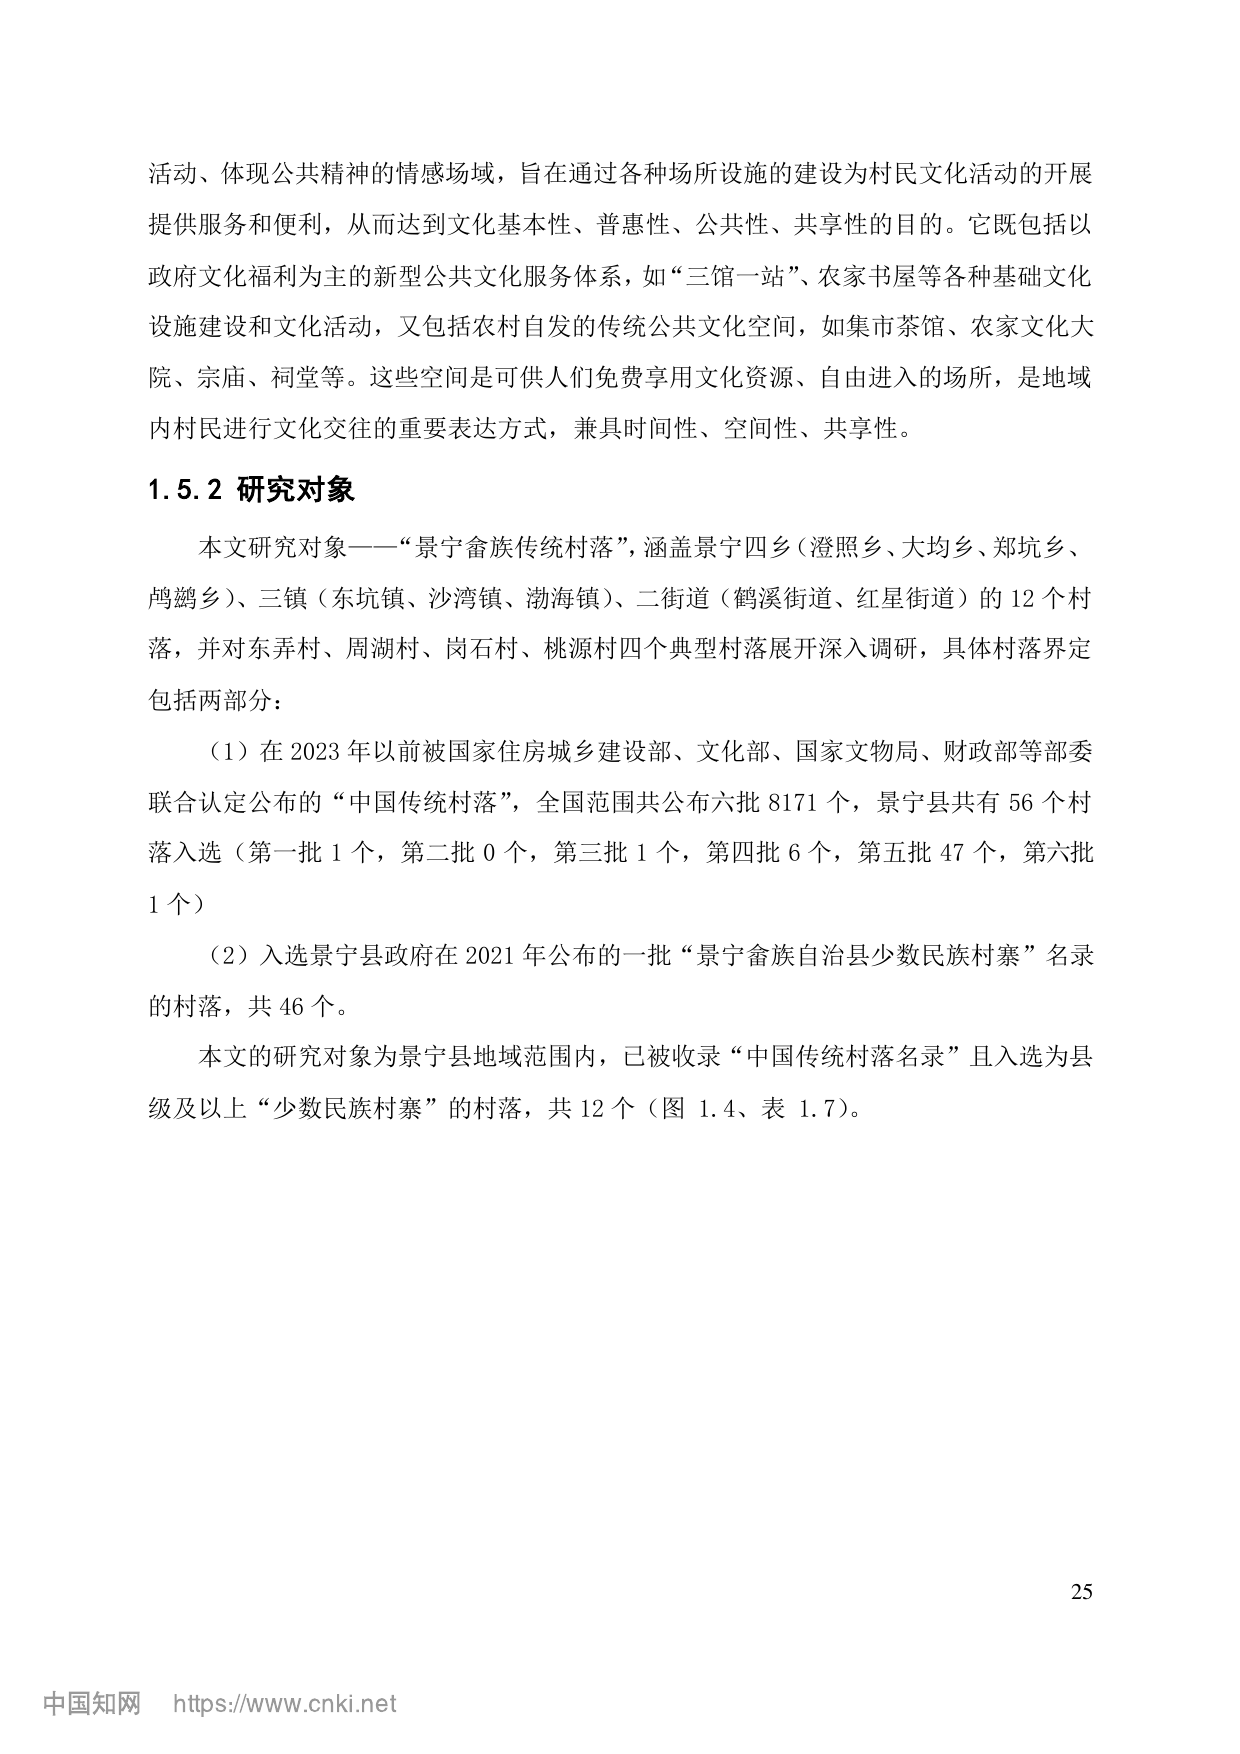 活动、体现公共精神的情感场域，旨在通过各种场所设施的建设为村民文化活动的开展
提供服务和便利，从而达到文化基本性、普惠性、公共性、共享性的目的。它既包括以
政府文化福利为主的新型公共文化服务体系，如“三馆一站”、农家书屋等各种基础文化
设施建设和文化活动，又包括农村自发的传统公共文化空间，如集市茶馆、农家文化大
院、宗庙、祠堂等。这些空间是可供人们免费享用文化资源、自由进入的场所，是地域
内村民进行文化交往的重要表达方式，兼具时间性、空间性、共享性。
1.5.2 研究对象
本文研究对象——“景宁畲族传统村落”，涵盖景宁四乡（澄照乡、大均乡、郑坑乡、
鸬鹚乡）、三镇（东坑镇、沙湾镇、渤海镇）、二街道（鹤溪街道、红星街道）的 12 个村
落，并对东弄村、周湖村、岗石村、桃源村四个典型村落展开深入调研，具体村落界定
包括两部分：
（1）在 2023 年以前被国家住房城乡建设部、文化部、国家文物局、财政部等部委
联合认定公布的“中国传统村落”，全国范围共公布六批 8171 个，景宁县共有 56 个村
落入选（第一批 1 个，第二批 0 个，第三批 1 个，第四批 6 个，第五批 47 个，第六批
1 个）
（2）入选景宁县政府在 2021 年公布的一批“景宁畲族自治县少数民族村寨”名录
的村落，共 46 个。
本文的研究对象为景宁县地域范围内，已被收录“中国传统村落名录”且入选为县
级及以上“少数民族村寨”的村落，共 12 个（图 1.4、表 1.7）。
25
中国知网 https://www.cnki.net